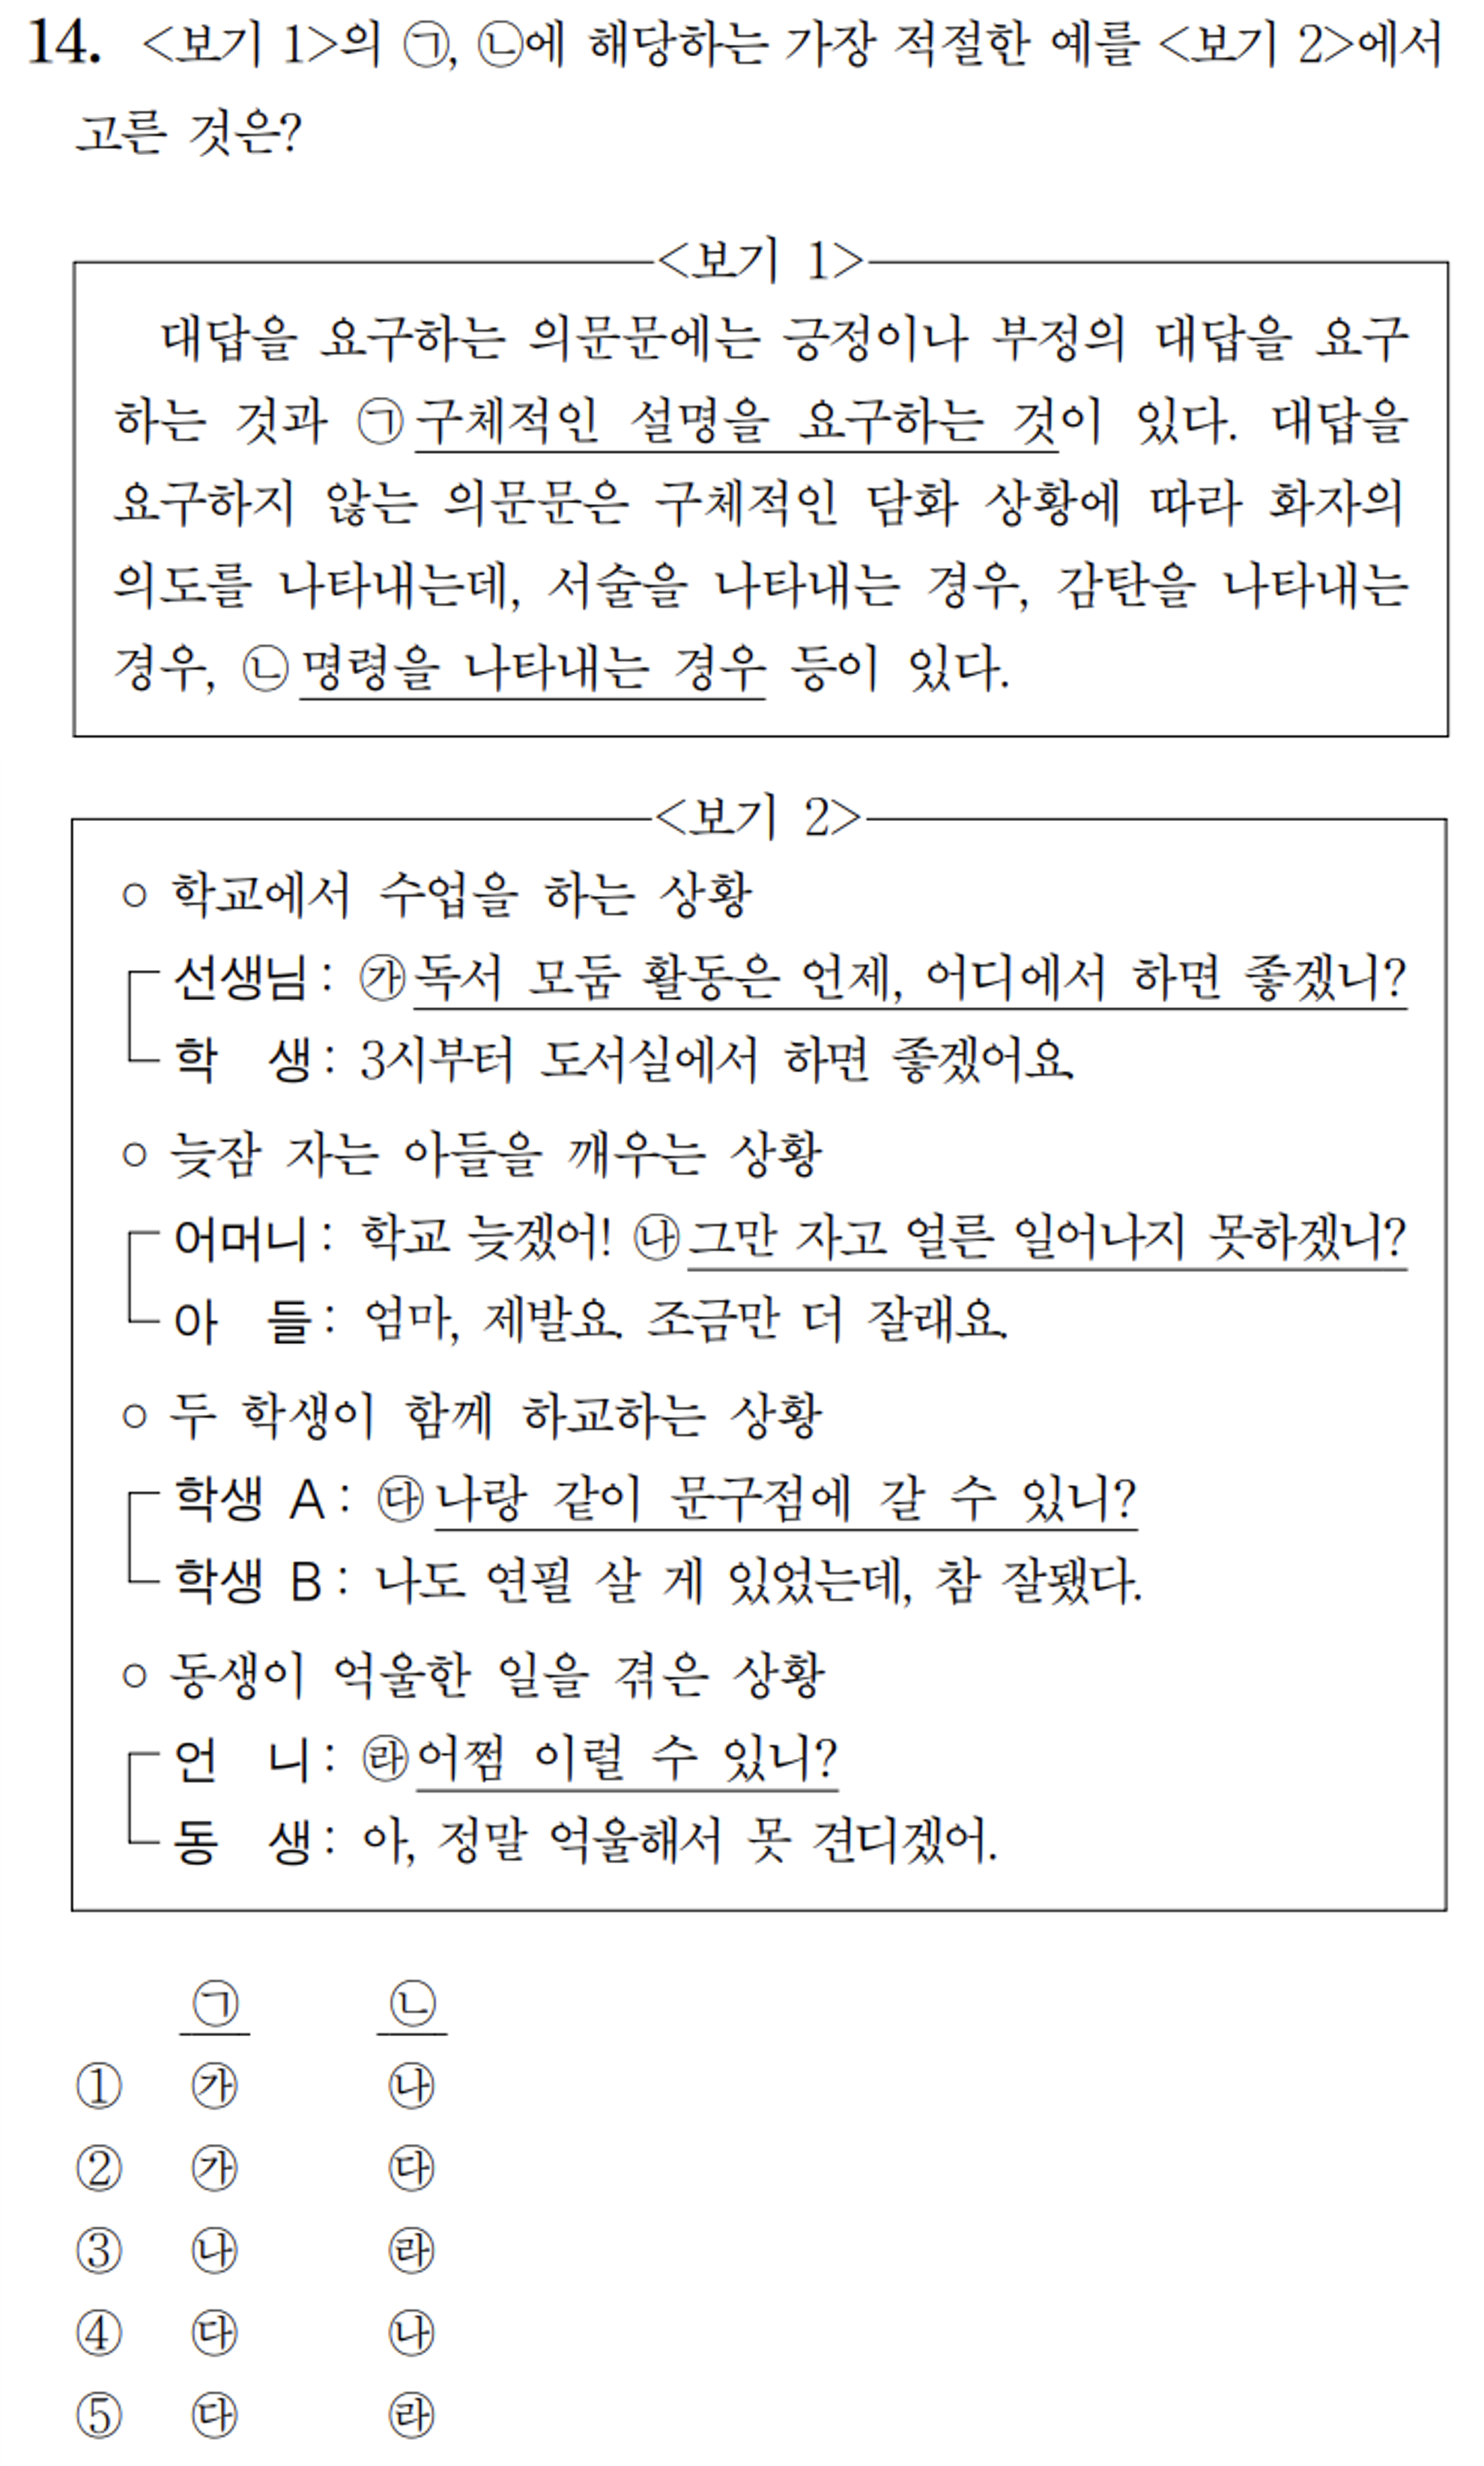 14. <보기 1>의 ㉠, ㉡에 해당하는 가장 적절한 예를 <보기 2>에서
고른 것은?
<보기 1>
대답을 요구하는 의문문에는 긍정이나 부정의 대답을 요구
하는 것과 ㉠구체적인 설명을 요구하는 것이 있다. 대답을
요구하지 않는 의문문은 구체적인 담화 상황에 따라 화자의
의도를 나타내는데, 서술을 나타내는 경우, 감탄을 나타내는
경우, ㉡명령을 나타내는 경우 등이 있다.
<보기 2>
○ 학교에서 수업을 하는 상황
선생님: ㉮독서 모둠 활동은 언제, 어디에서 하면 좋겠니?
학 생: 3시부터 도서실에서 하면 좋겠어요.
○ 늦잠 자는 아들을 깨우는 상황
어머니: 학교 늦겠어! ㉯그만 자고 얼른 일어나지 못하겠니?
아 들: 엄마, 제발요. 조금만 더 잘래요.
○ 두 학생이 함께 하교하는 상황
학생 A: ㉰나랑 같이 문구점에 갈 수 있니?
학생 B: 나도 연필 살 게 있었는데, 참 잘됐다.
○ 동생이 억울한 일을 겪은 상황
언 니: ㉱어쩜 이럴 수 있니?
동 생: 아, 정말 억울해서 못 견디겠어.
㉠ ㉡
① ㉮ ㉯
② ㉮ ㉰
③ ㉯ ㉱
④ ㉰ ㉯
⑤ ㉰ ㉱